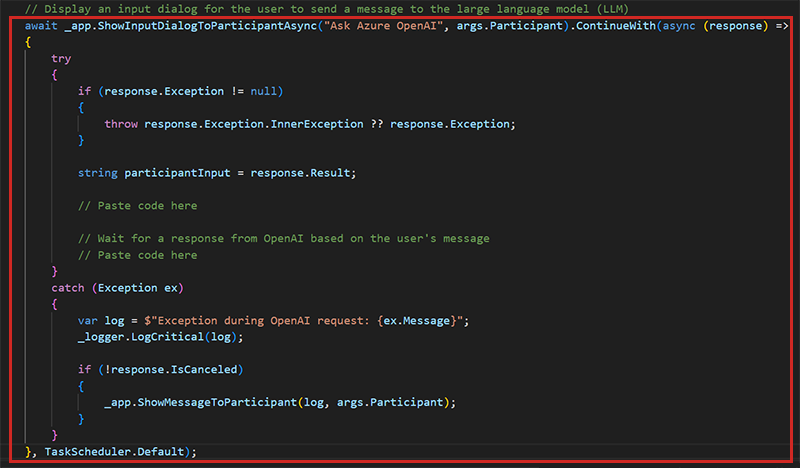 // Display an input dialog for the user to send a message to the large language model (LLM)
await _app.ShowInputDialogToParticipantAsync("Ask Azure OpenAI", args.Participant).ContinueWith(async (response) =>
{
try
{
if (response.Exception != null)
{
throw response.Exception.InnerException ?? response.Exception;
}
string participantInput = response.Result;
// Paste code here
// Wait for a response from OpenAI based on the user's message
// Paste code here
}
catch (Exception ex)
{
var log = $"Exception during OpenAI request: {ex.Message}";
_logger.LogCritical(log);
if (!response.IsCanceled)
{
_app.ShowMessageToParticipant(log, args.Participant);
}
}
}, TaskScheduler.Default);